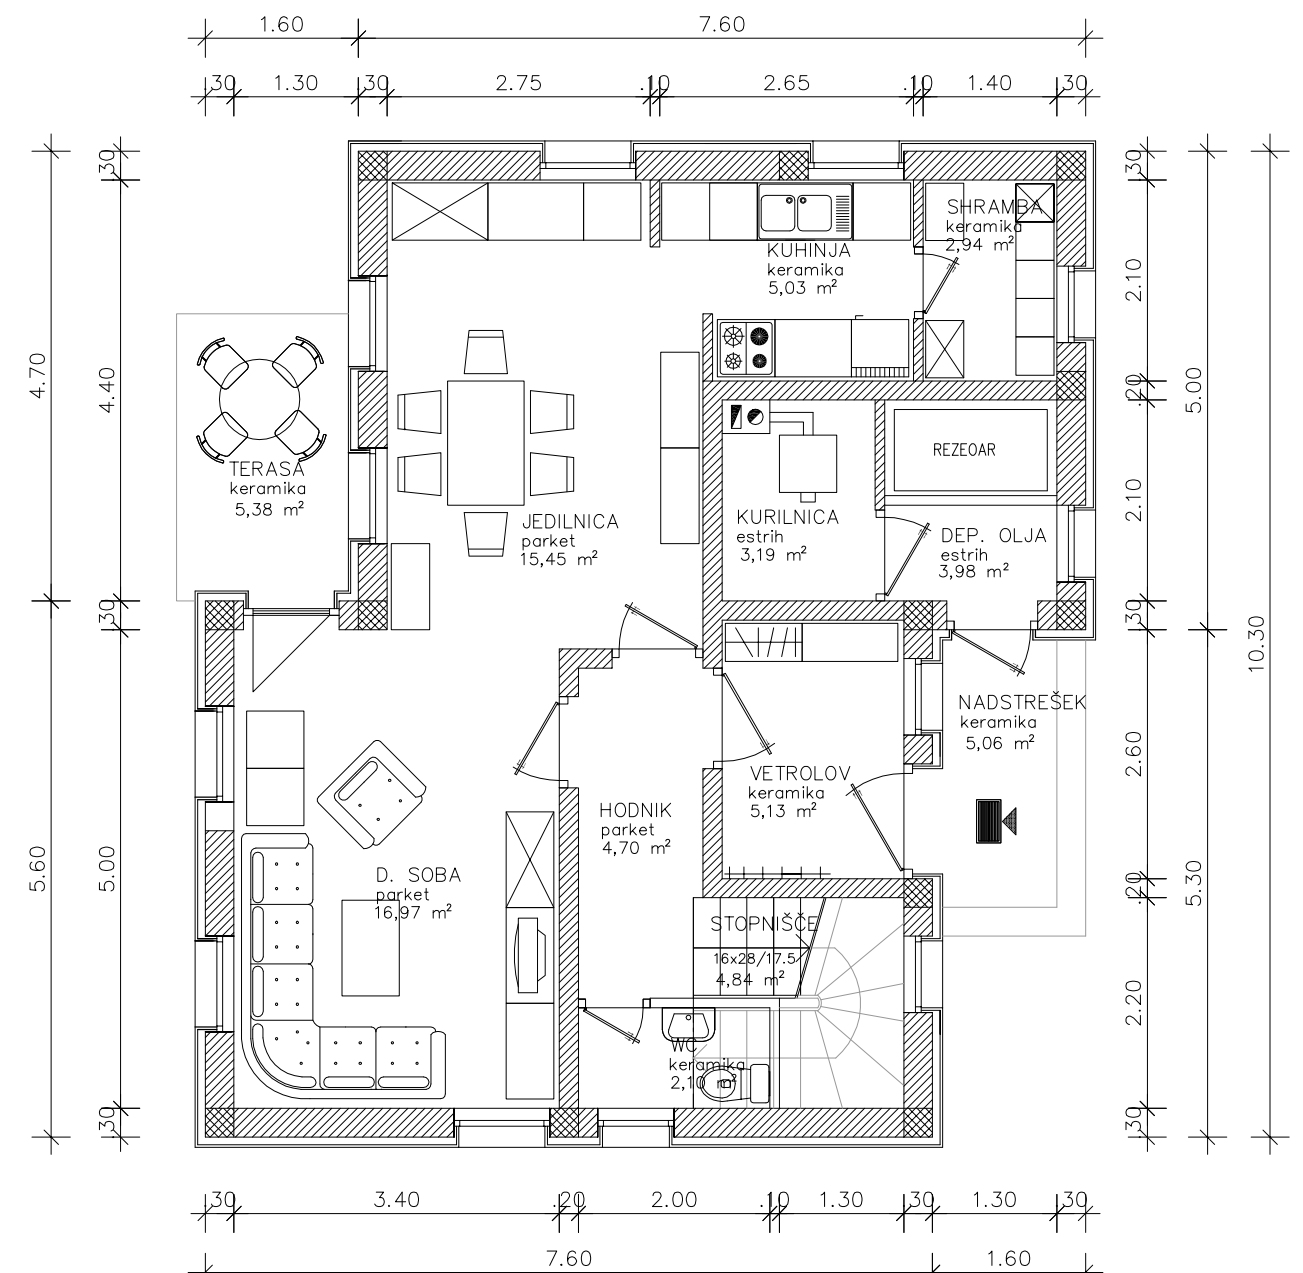 1.60
7.60
.30
1.30
.30
2.75
.10
2.65
.10
1.40
.30
.30
4.70
4.40
.30
5.60
5.00
.30
.30
2.10
.20
2.10
.30
2.60
.20
2.20
.30
5.00
5.30
10.30
SHRAMBA
keramika
2,94 m²
KUHINJA
keramika
5,03 m²
TERASA
keramika
5,38 m²
JEDILNICA
parket
15,45 m²
REZEOAR
KURILNICA
estrih
3,19 m²
DEP. OLJA
estrih
3,98 m²
NADSTREŠEK
keramika
5,06 m²
VETROLOV
keramika
5,13 m²
HODNIK
parket
4,70 m²
D. SOBA
parket
16,97 m²
STOPNIŠČE
16x28/17.5
4,84 m²
WC
keramika
2,10 m²
.30
3.40
.20
2.00
.10
1.30
.30
1.30
.30
7.60
1.60